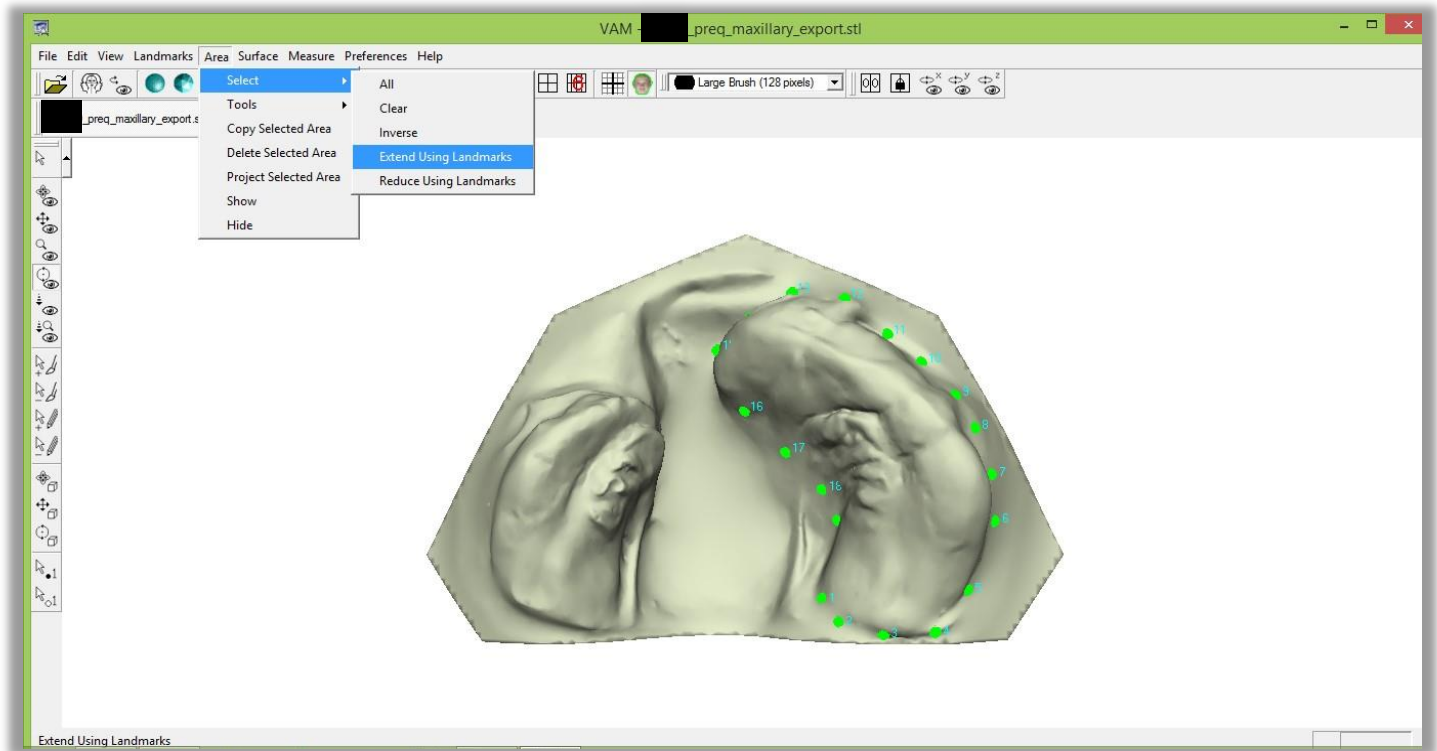 VAM - _preq_maxillary_export.stl
File Edit View Landmarks Area Surface Measure Preferences Help
Large Brush (128 pixels)
_preq_maxillary_export.s
Select
Tools
Copy Selected Area
Delete Selected Area
Project Selected Area
Show
Hide
All
Clear
Inverse
Extend Using Landmarks
Reduce Using Landmarks
x y z
11
9
8
16
17
7
18
6
5
1
2
3
4
Extend Using Landmarks